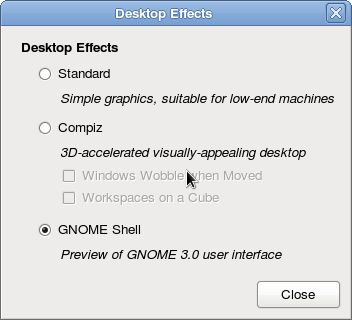 Desktop Effects
Desktop Effects
Standard
Simple graphics, suitable for low-end machines
Compiz
3D-accelerated visually-appealing desktop
Windows Wobble when Moved
Workspaces on a Cube
GNOME Shell
Preview of GNOME 3.0 user interface
Close